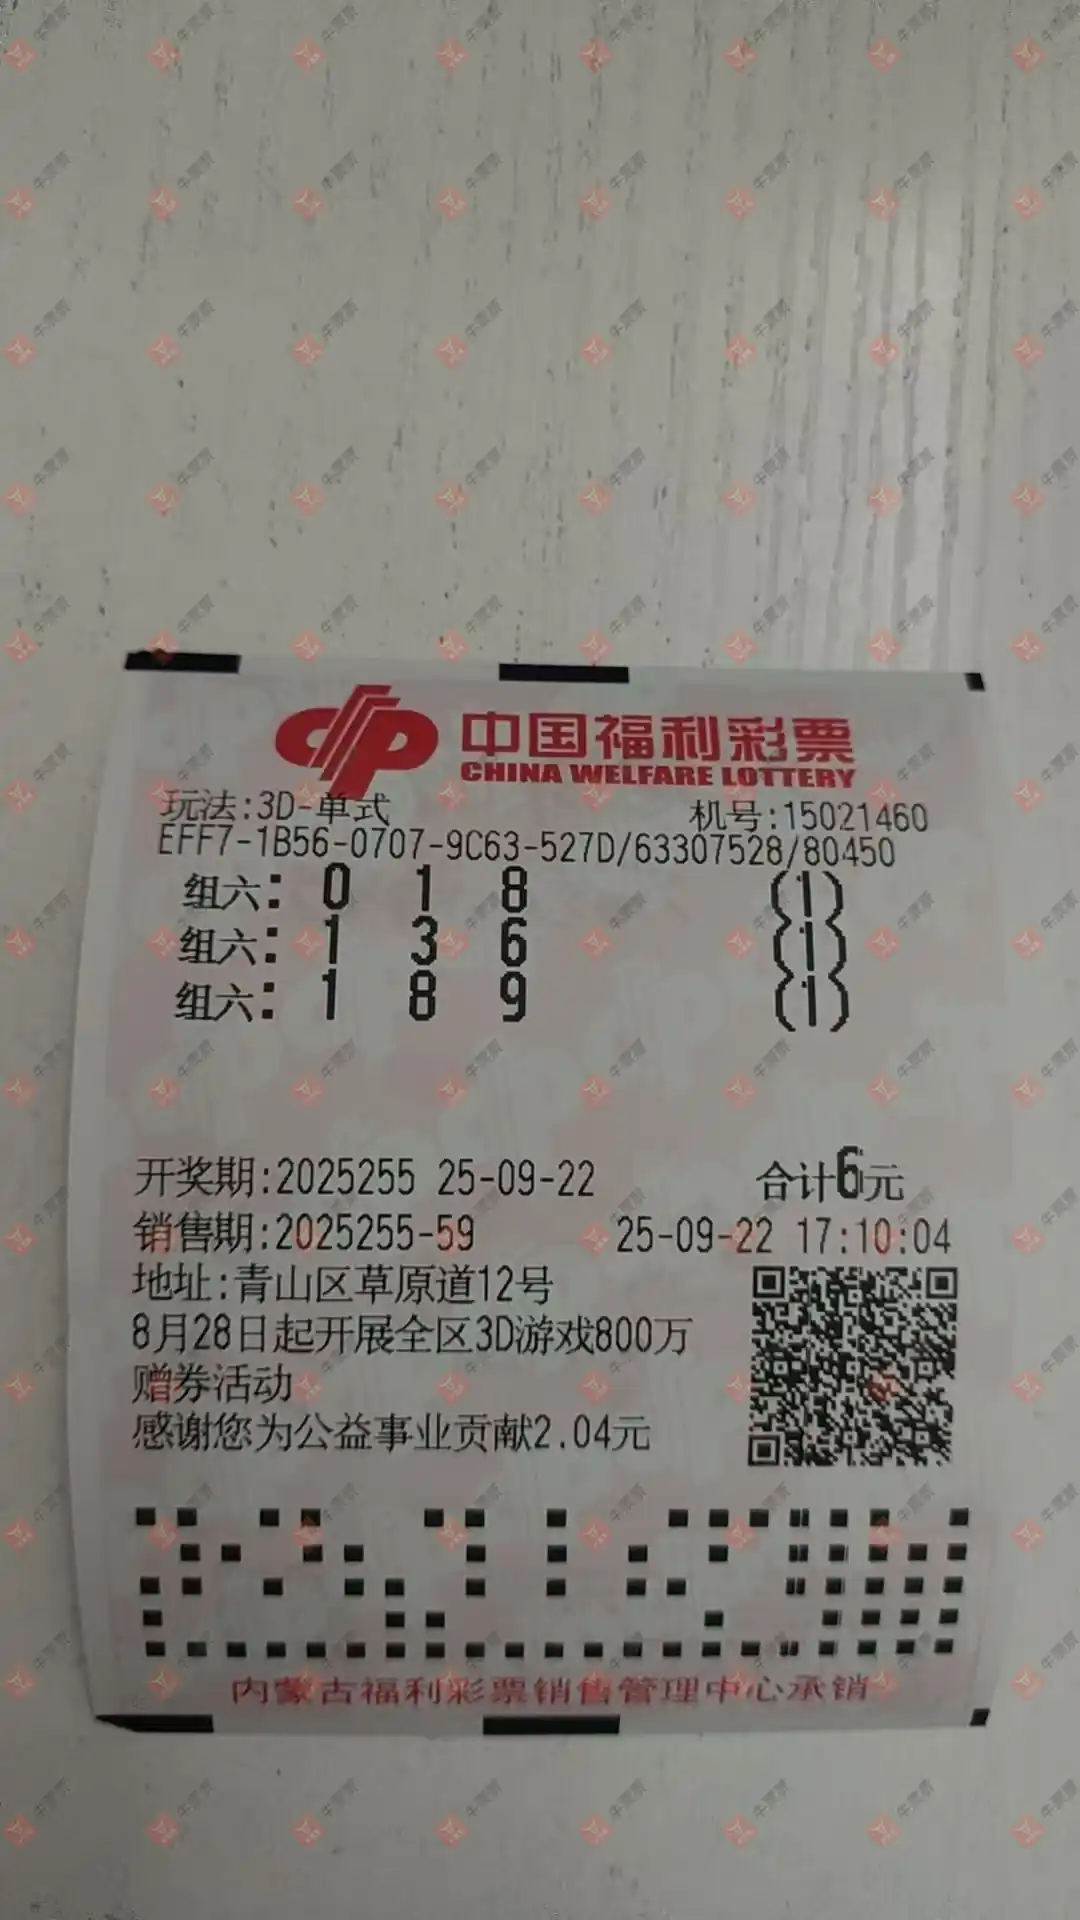 中国福利彩票
CHINA WELFARE LOTTERY
玩法:3D-单式 机号:15021460
EFF7-1B56-0707-9C63-527D/63307528/80450
组六: 0 1 8 (1)
组六: 1 3 6 (1)
组六: 1 8 9 (1)
开奖期:2025255 25-09-22 合计6元
销售期:2025255-59 25-09-22 17:10:04
地址:青山区草原道12号
8月28日起开展全区3D游戏800万
赠券活动
感谢您为公益事业贡献2.04元
内蒙古福利彩票销售管理中心承销